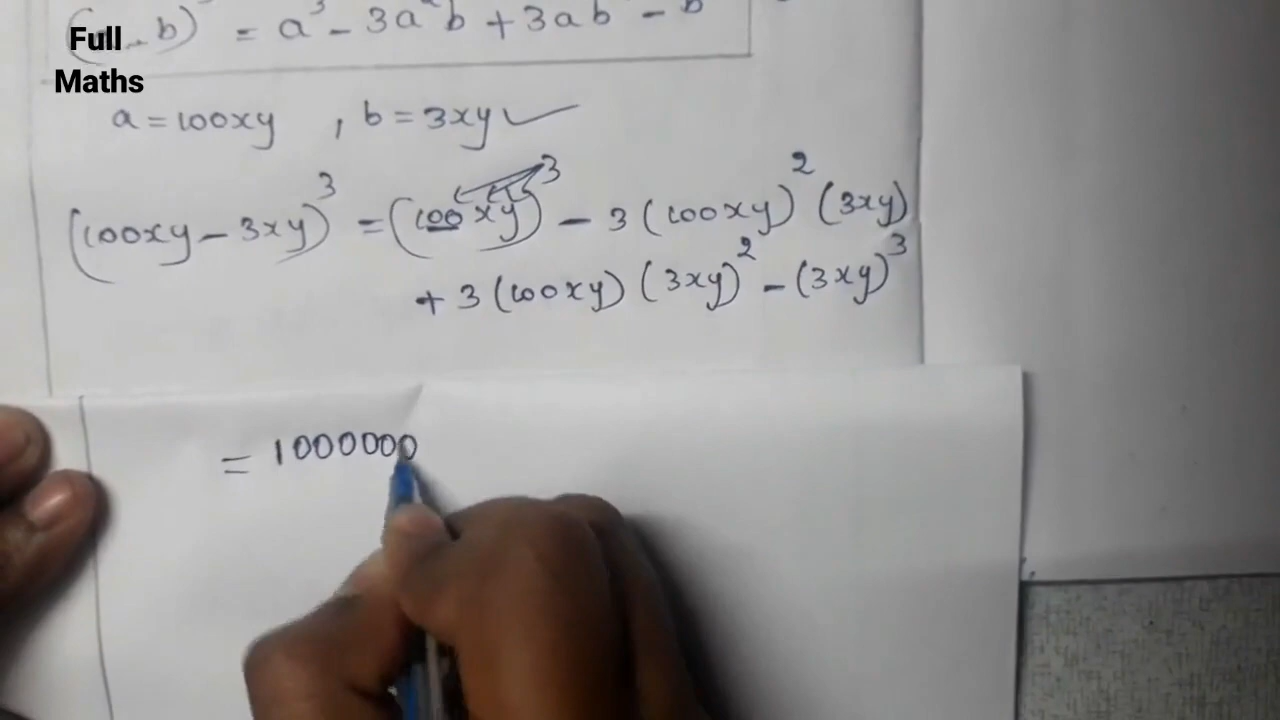 (a-b)³ = a³ - 3a²b + 3ab² - b³
Full
Maths
a = 100xy , b = 3xy
(100xy - 3xy)³ = (100xy)³ - 3(100xy)²(3xy)
+ 3(100xy)(3xy)² - (3xy)³
= 1000000